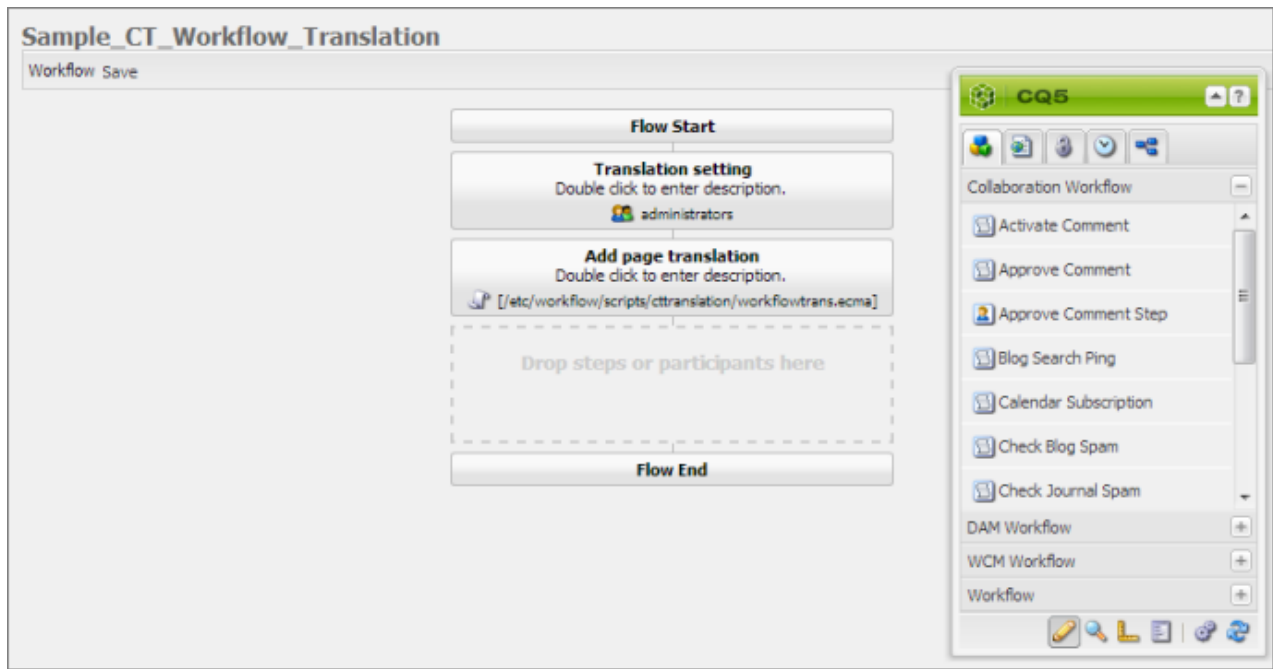 Sample_CT_Workflow_Translation
Workflow Save
Flow Start
Translation setting
Double click to enter description.
administrators
Add page translation
Double click to enter description.
[/etc/workflow/scripts/cttranslation/workflowtrans.ecma]
Drop steps or participants here
Flow End
CQ5
?
Collaboration Workflow
Activate Comment
Approve Comment
Approve Comment Step
Blog Search Ping
Calendar Subscription
Check Blog Spam
Check Journal Spam
DAM Workflow
WCM Workflow
Workflow